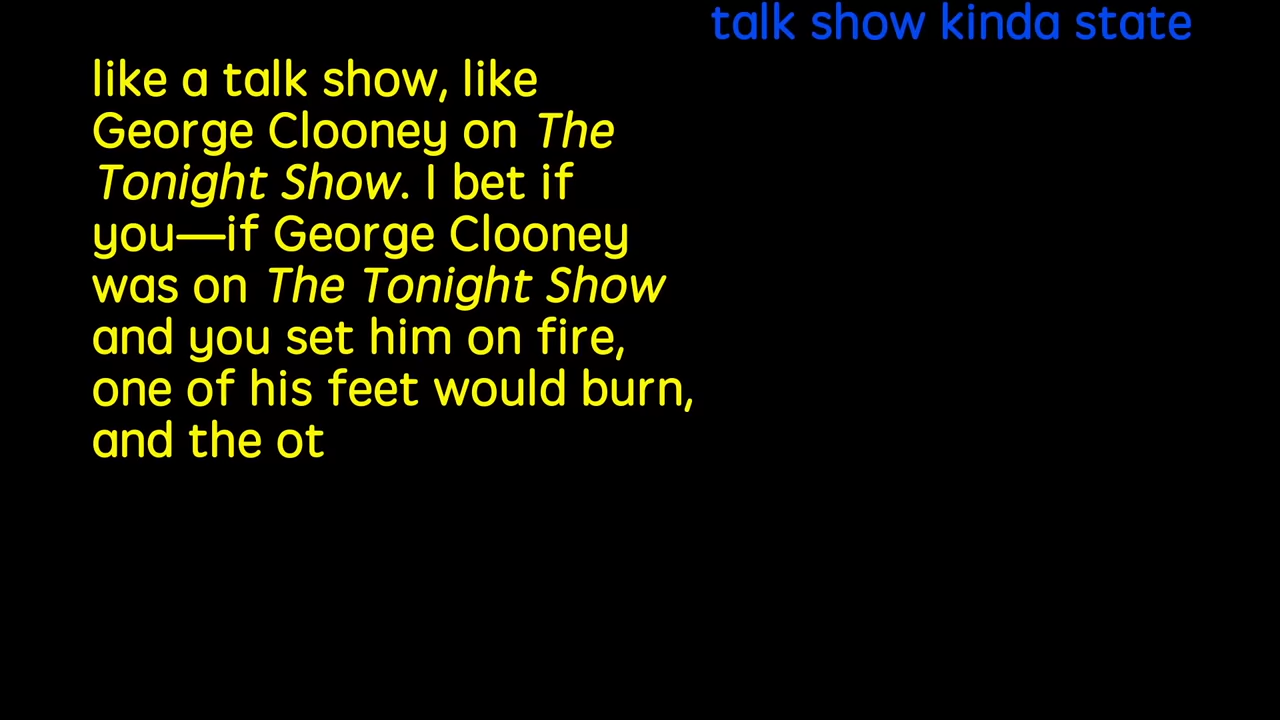 talk show kinda state
like a talk show, like
George Clooney on The
Tonight Show. I bet if
you—if George Clooney
was on The Tonight Show
and you set him on fire,
one of his feet would burn,
and the ot